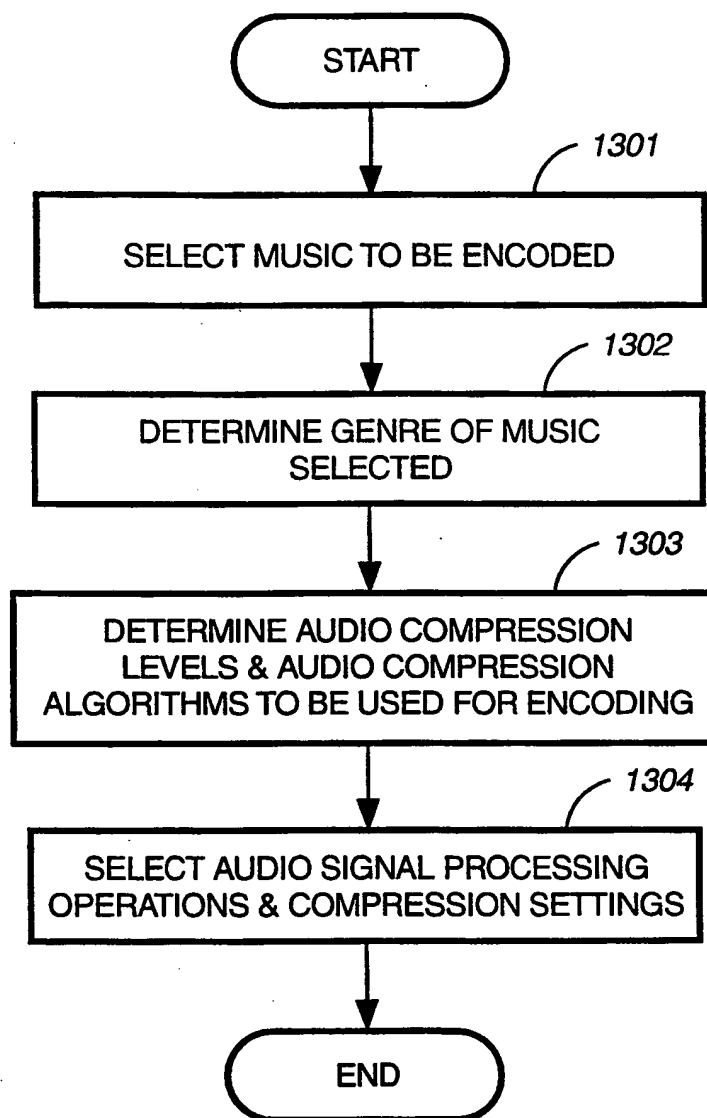 START
1301
SELECT MUSIC TO BE ENCODED
1302
DETERMINE GENRE OF MUSIC
SELECTED
1303
DETERMINE AUDIO COMPRESSION
LEVELS & AUDIO COMPRESSION
ALGORITHMS TO BE USED FOR ENCODING
1304
SELECT AUDIO SIGNAL PROCESSING
OPERATIONS & COMPRESSION SETTINGS
END